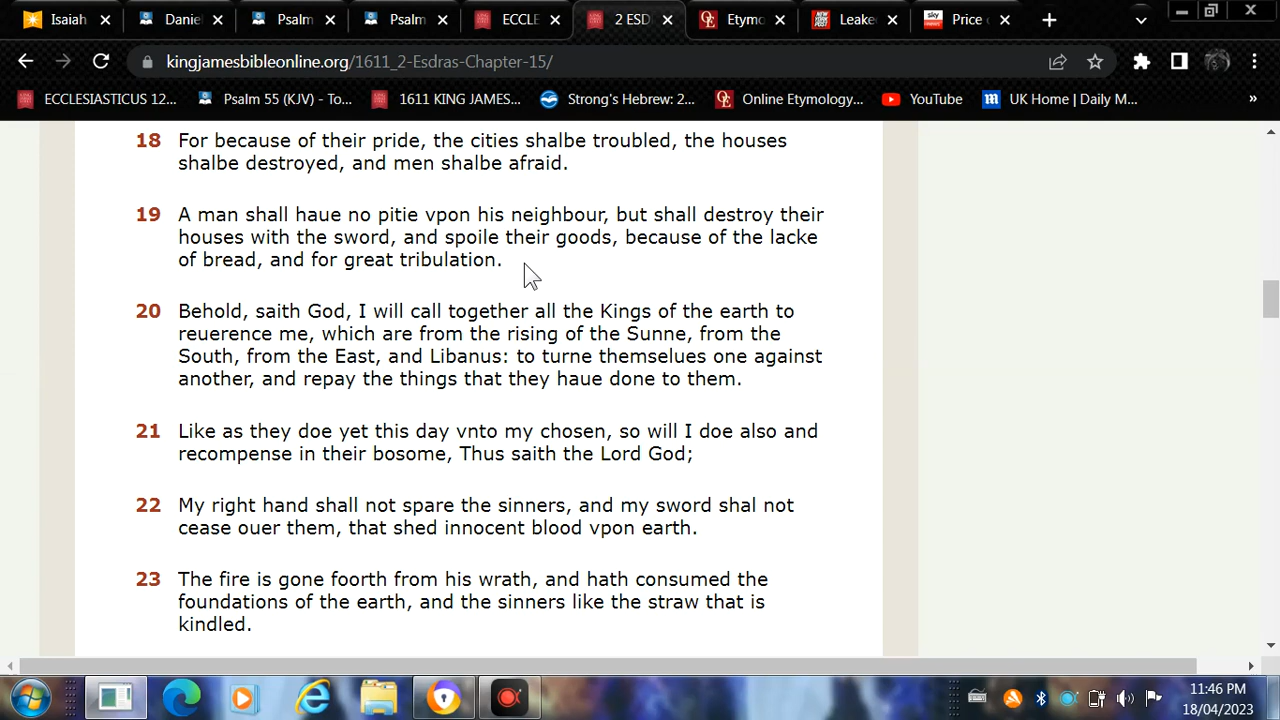 Isaiah
Daniel
Psalm
Psalm
ECCLE
2 ESD
Etymo
Leake
Price
kingjamesbibleonline.org/1611_2-Esdras-Chapter-15/
ECCLESIASTICUS 12... Psalm 55 (KJV) - To... 1611 KING JAMES... Strong's Hebrew: 2... Online Etymology... YouTube UK Home | Daily M... »
18 For because of their pride, the cities shalbe troubled, the houses
shalbe destroyed, and men shalbe afraid.
19 A man shall haue no pitie vpon his neighbour, but shall destroy their
houses with the sword, and spoile their goods, because of the lacke
of bread, and for great tribulation.
20 Behold, saith God, I will call together all the Kings of the earth to
reuerence me, which are from the rising of the Sunne, from the
South, from the East, and Libanus: to turne themselues one against
another, and repay the things that they haue done to them.
21 Like as they doe yet this day vnto my chosen, so will I doe also and
recompense in their bosome, Thus saith the Lord God;
22 My right hand shall not spare the sinners, and my sword shal not
cease ouer them, that shed innocent blood vpon earth.
23 The fire is gone foorth from his wrath, and hath consumed the
foundations of the earth, and the sinners like the straw that is
kindled.
11:46 PM
18/04/2023